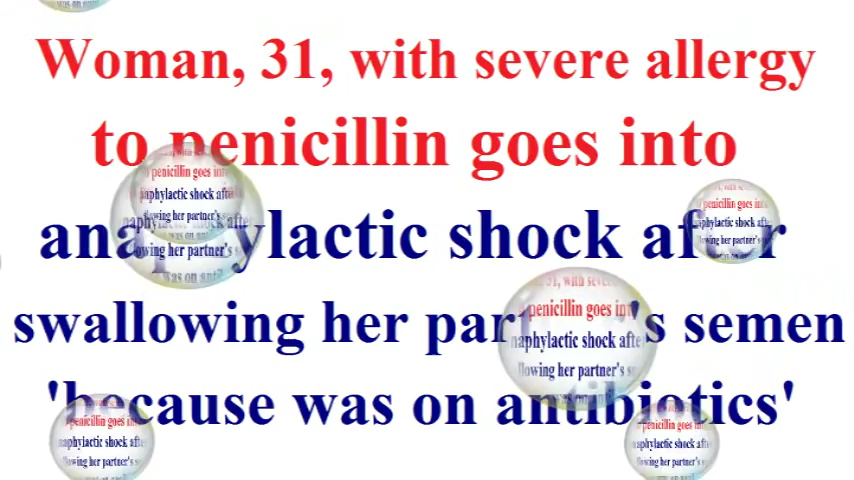 Woman, 31, with severe allergy
to penicillin goes into
anaphylactic shock after
swallowing her partner's semen
'because was on antibiotics'